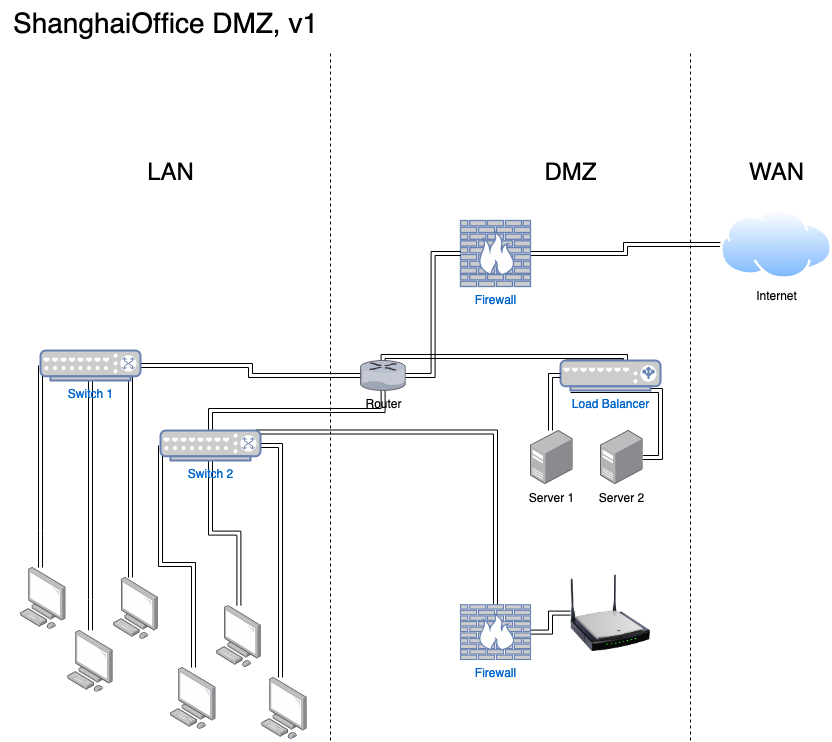 ShanghaiOffice DMZ, v1
LAN
DMZ
WAN
Firewall
Internet
Switch 1
Router
Load Balancer
Switch 2
Server 1
Server 2
Firewall